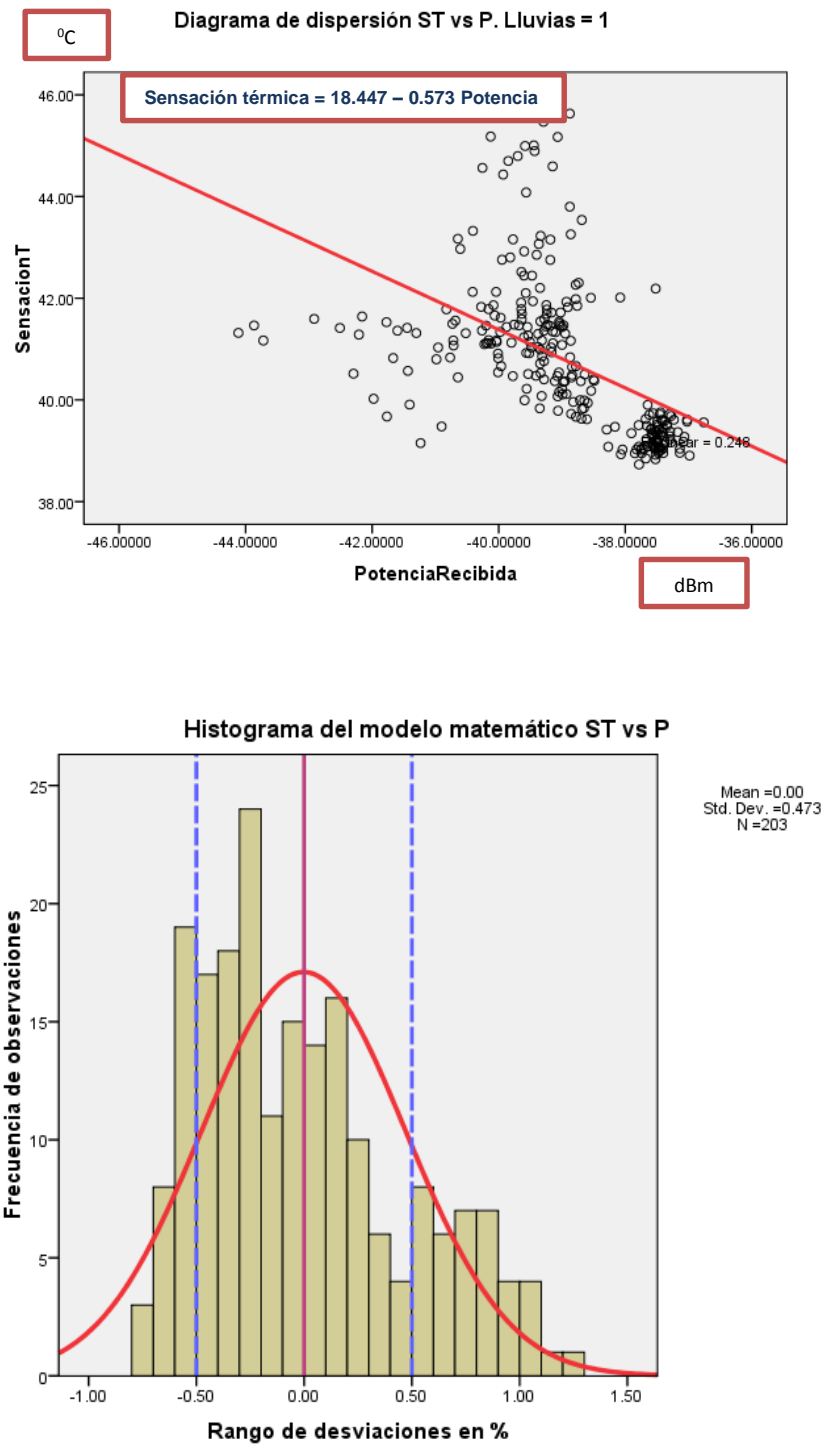 Diagrama de dispersión ST vs P. Lluvias = 1
⁰C
Sensación térmica = 18.447 – 0.573 Potencia
46.00
44.00
42.00
40.00
38.00
SensacionT
= 0.248
-46.00000
-44.00000
-42.00000
-40.00000
-38.00000
-36.00000
PotenciaRecibida
dBm
Histograma del modelo matemático ST vs P
Mean =0.00
Std. Dev. =0.473
N =203
25
20
15
10
5
0
Frecuencia de observaciones
-1.00
-0.50
0.00
0.50
1.00
1.50
Rango de desviaciones en %